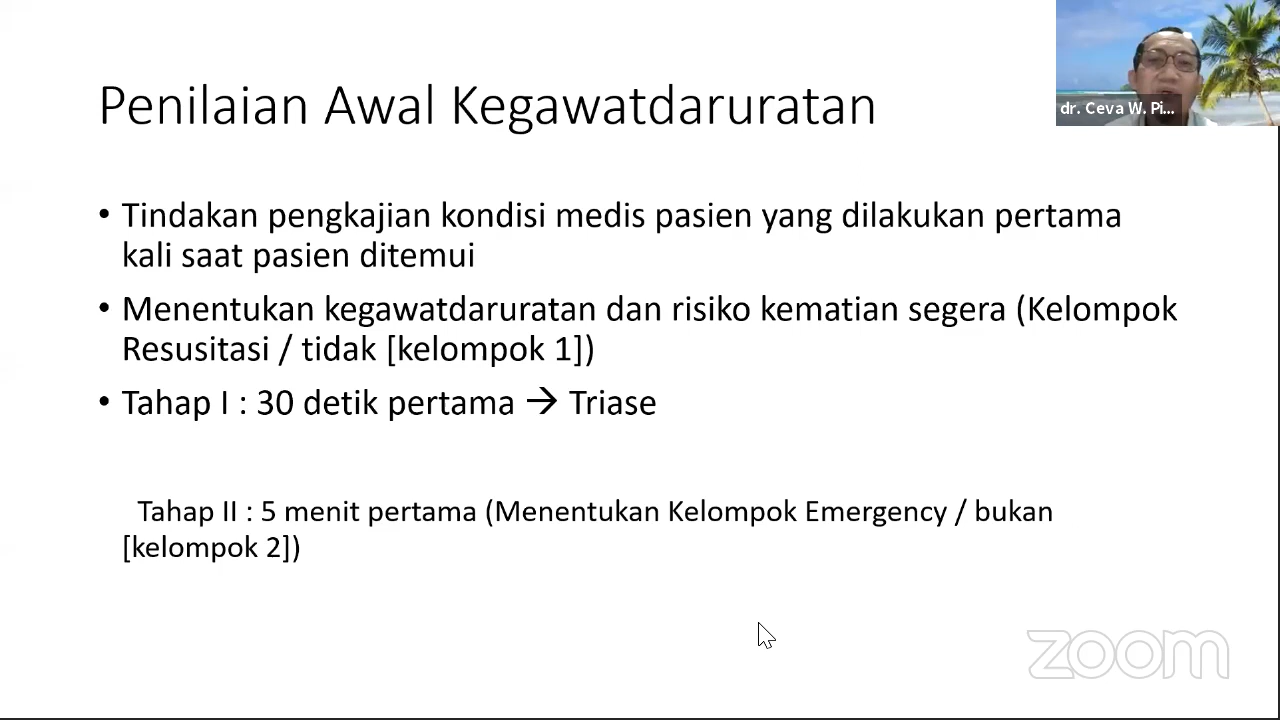 Penilaian Awal Kegawatdaruratan
dr. Ceva W. Pi...
• Tindakan pengkajian kondisi medis pasien yang dilakukan pertama
kali saat pasien ditemui
• Menentukan kegawatdaruratan dan risiko kematian segera (Kelompok
Resusitasi / tidak [kelompok 1])
• Tahap I : 30 detik pertama → Triase
Tahap II : 5 menit pertama (Menentukan Kelompok Emergency / bukan
[kelompok 2])
zoom